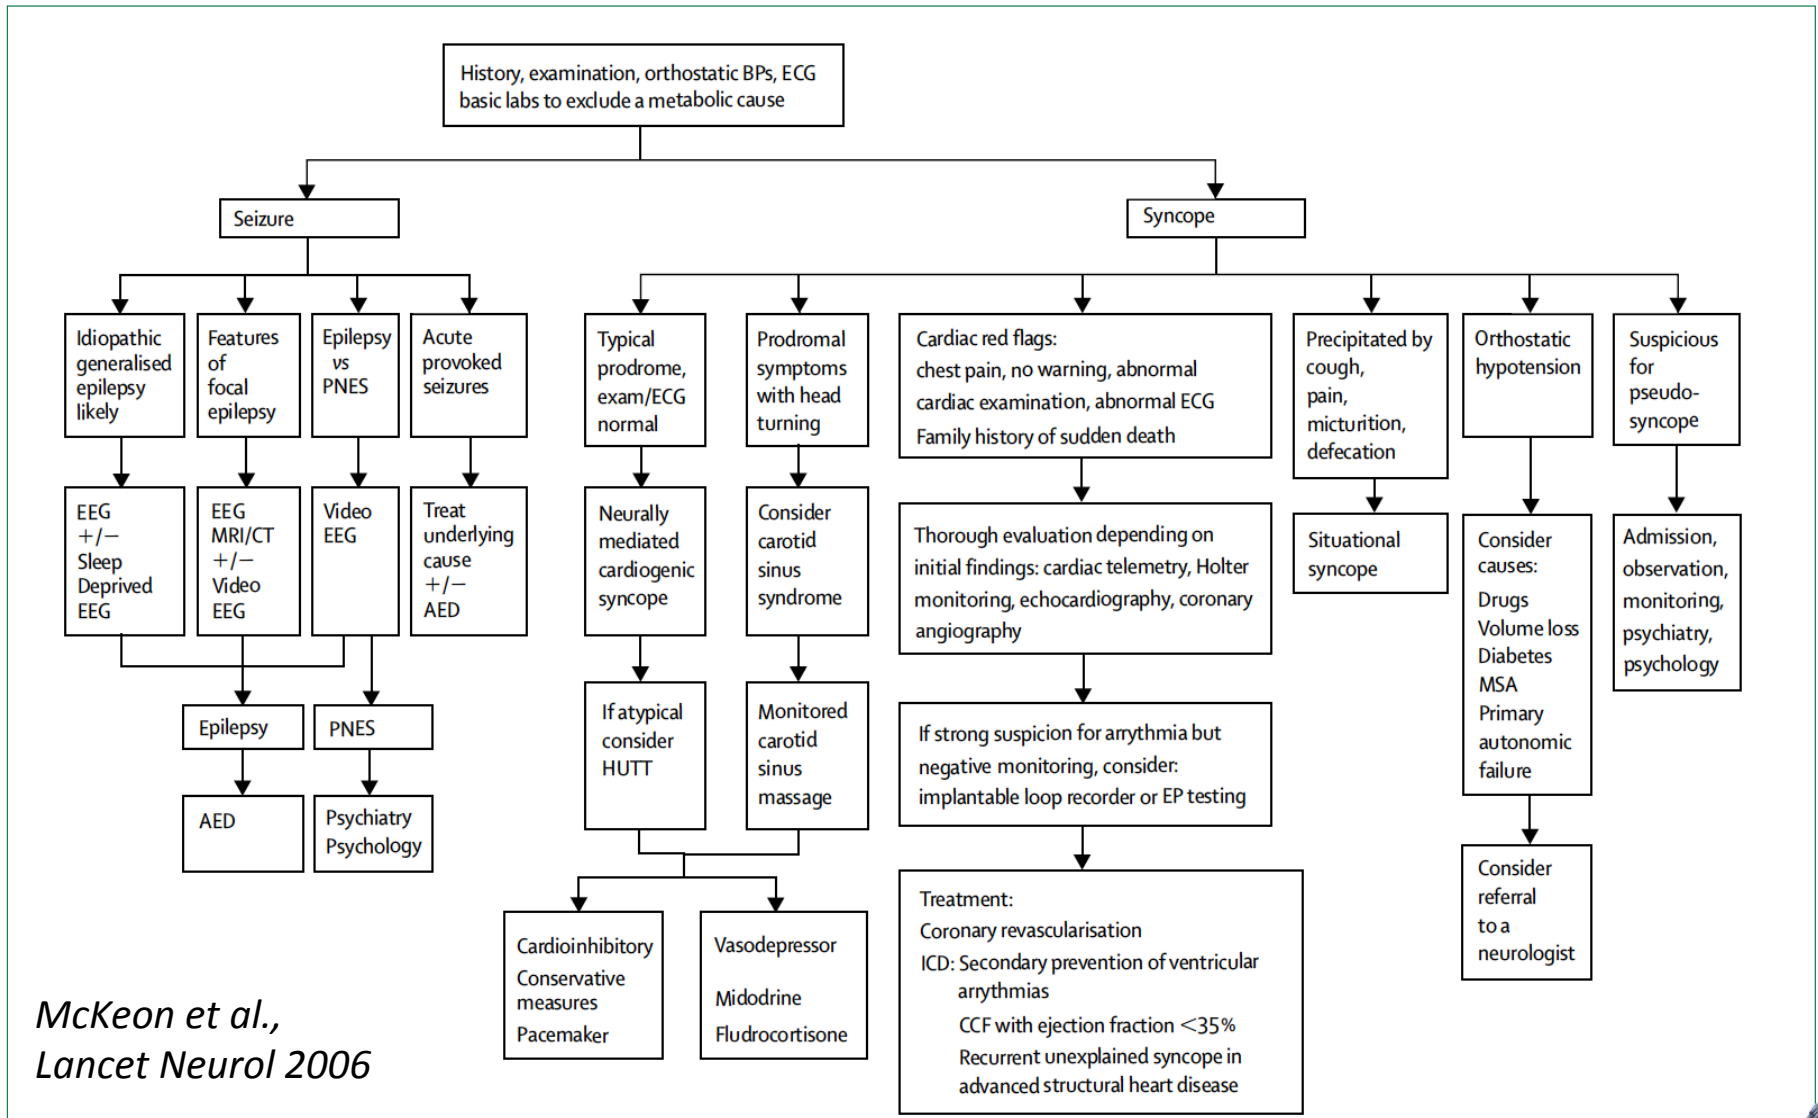 History, examination, orthostatic BPs, ECG
basic labs to exclude a metabolic cause
Seizure
Syncope
Idiopathic
generalised
epilepsy
likely
Features
of
focal
epilepsy
Epilepsy
vs
PNES
Acute
provoked
seizures
Typical
prodrome,
exam/ECG
normal
Prodromal
symptoms
with head
turning
Cardiac red flags:
chest pain, no warning, abnormal
cardiac examination, abnormal ECG
Family history of sudden death
Precipitated by
cough,
pain,
micturition,
defecation
Orthostatic
hypotension
Suspicious
for
pseudo-
syncope
EEG
+/−
Sleep
Deprived
EEG
EEG
MRI/CT
+/−
Video
EEG
Video
EEG
Treat
underlying
cause
+/−
AED
Neurally
mediated
cardiogenic
syncope
Consider
carotid
sinus
syndrome
Thorough evaluation depending on
initial findings: cardiac telemetry, Holter
monitoring, echocardiography, coronary
angiography
Situational
syncope
Consider
causes:
Drugs
Volume loss
Diabetes
MSA
Primary
autonomic
failure
Admission,
observation,
monitoring,
psychiatry,
psychology
Epilepsy
PNES
If atypical
consider
HUTT
Monitored
carotid
sinus
massage
If strong suspicion for arrythmia but
negative monitoring, consider:
implantable loop recorder or EP testing
AED
Psychiatry
Psychology
Consider
referral
to a
neurologist
Cardioinhibitory
Conservative
measures
Pacemaker
Vasodepressor
Midodrine
Fludrocortisone
Treatment:
Coronary revascularisation
ICD: Secondary prevention of ventricular
arrythmias
CCF with ejection fraction <35%
Recurrent unexplained syncope in
advanced structural heart disease
McKeon et al.,
Lancet Neurol 2006